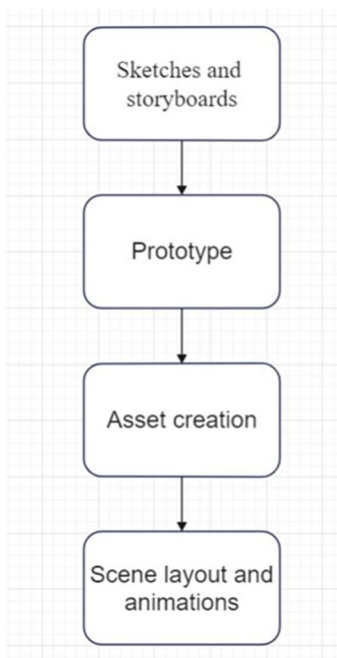 Sketches and
storyboards
Prototype
Asset creation
Scene layout and
animations